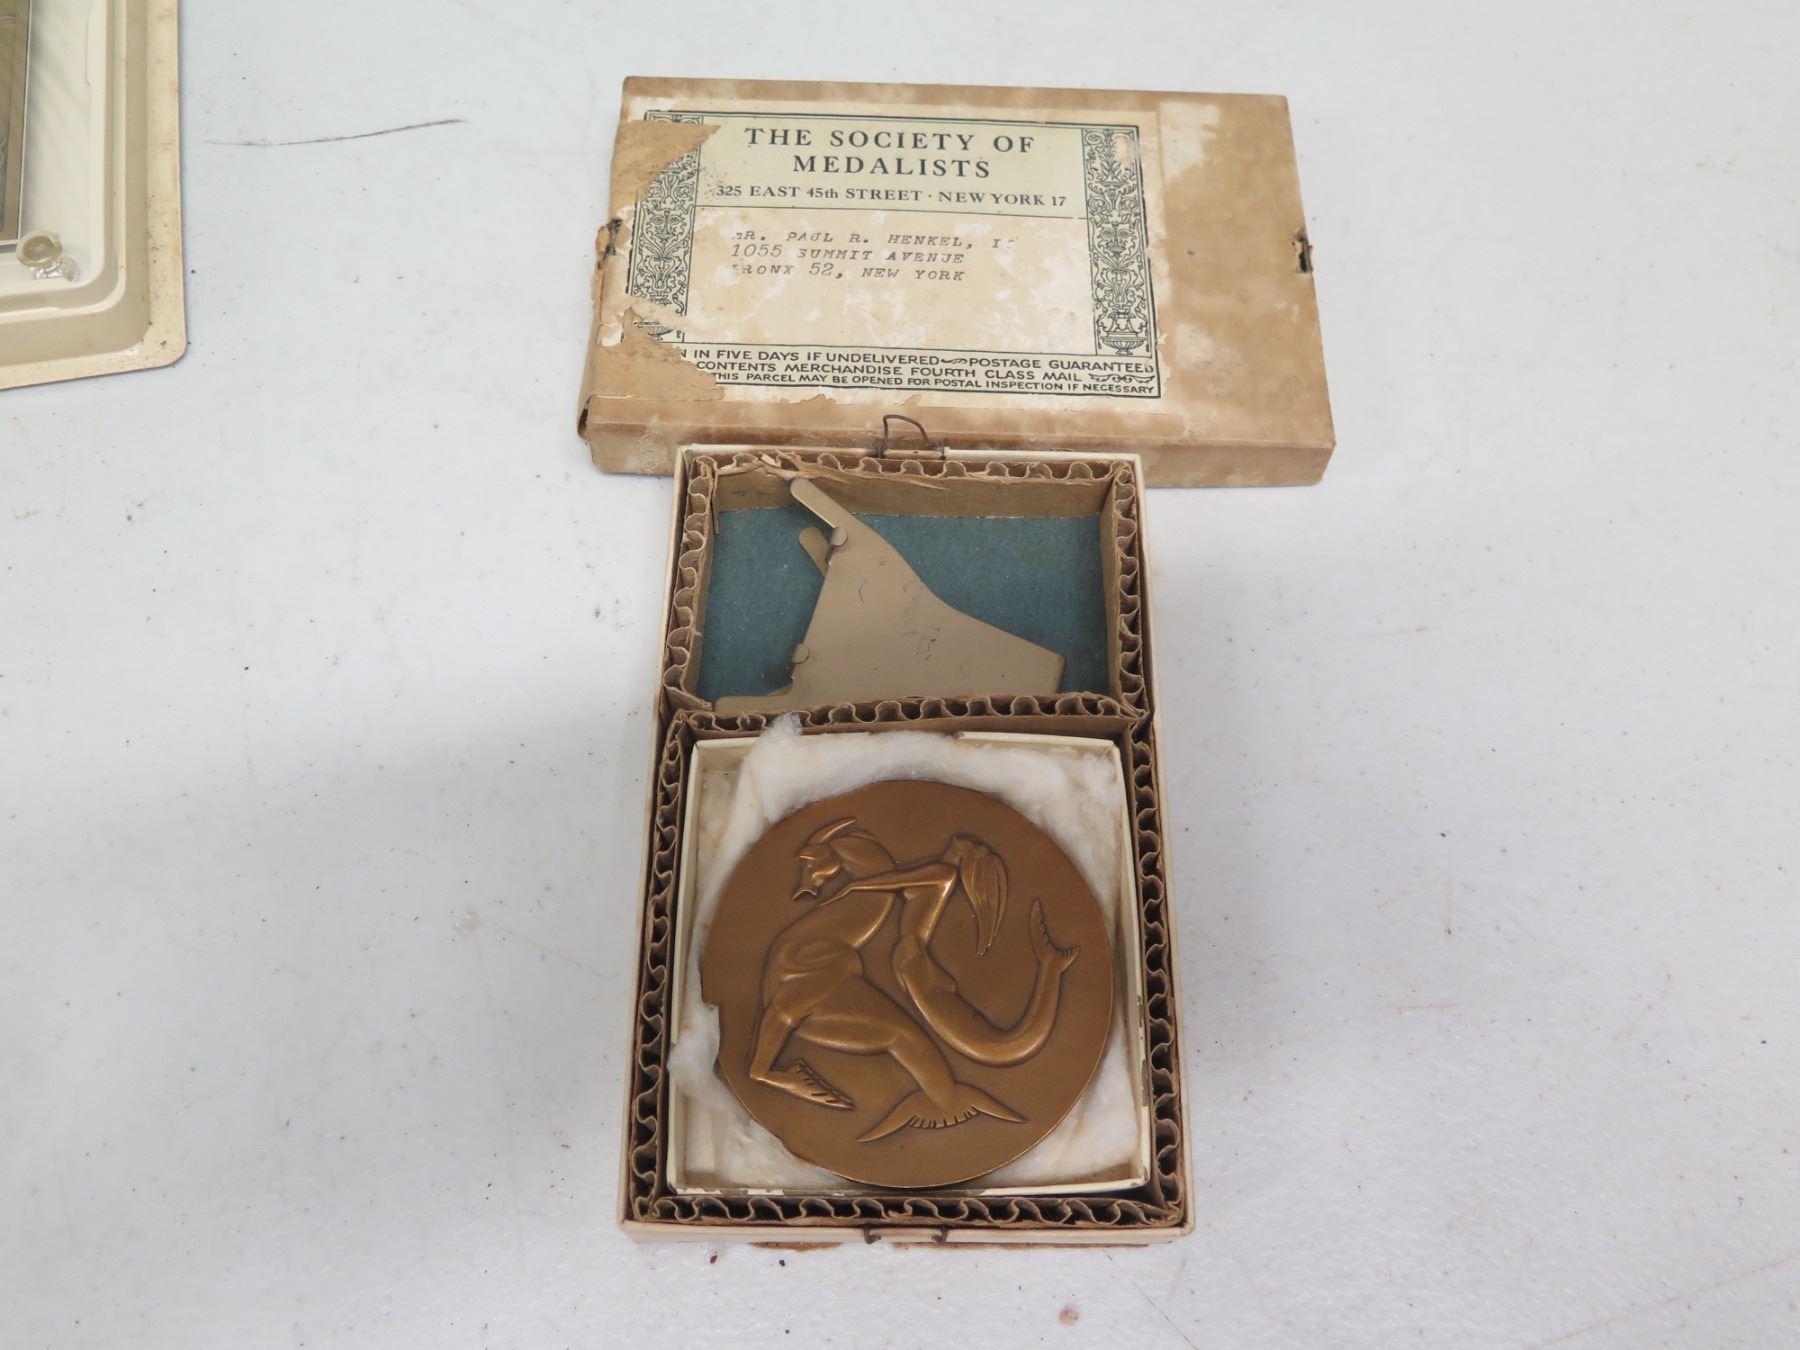 THE SOCIETY OF
MEDALISTS
325 EAST 45th STREET · NEW YORK 17
PAUL R. HENKEL,
1055 SUMMIT AVENUE
52, NEW YORK
IN FIVE DAYS IF UNDELIVERED POSTAGE GUARANTEED
CONTENTS MERCHANDISE FOURTH CLASS MAIL
THIS PARCEL MAY BE OPENED FOR POSTAL INSPECTION IF NECESSARY